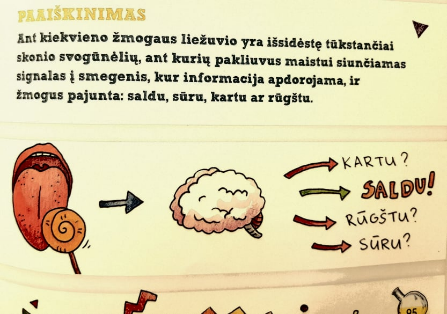 PAAIŠKINIMAS
Ant kiekvieno žmogaus liežuvio yra išsidėstę tūkstančiai
skonio svogūnėlių, ant kurių pakliuvus maistui siunčiamas
signalas į smegenis, kur informacija apdorojama, ir
žmogus pajunta: saldu, sūru, kartu ar rūgštu.
KARTU?
SALDU!
RŪGŠTU?
SŪRU?
95